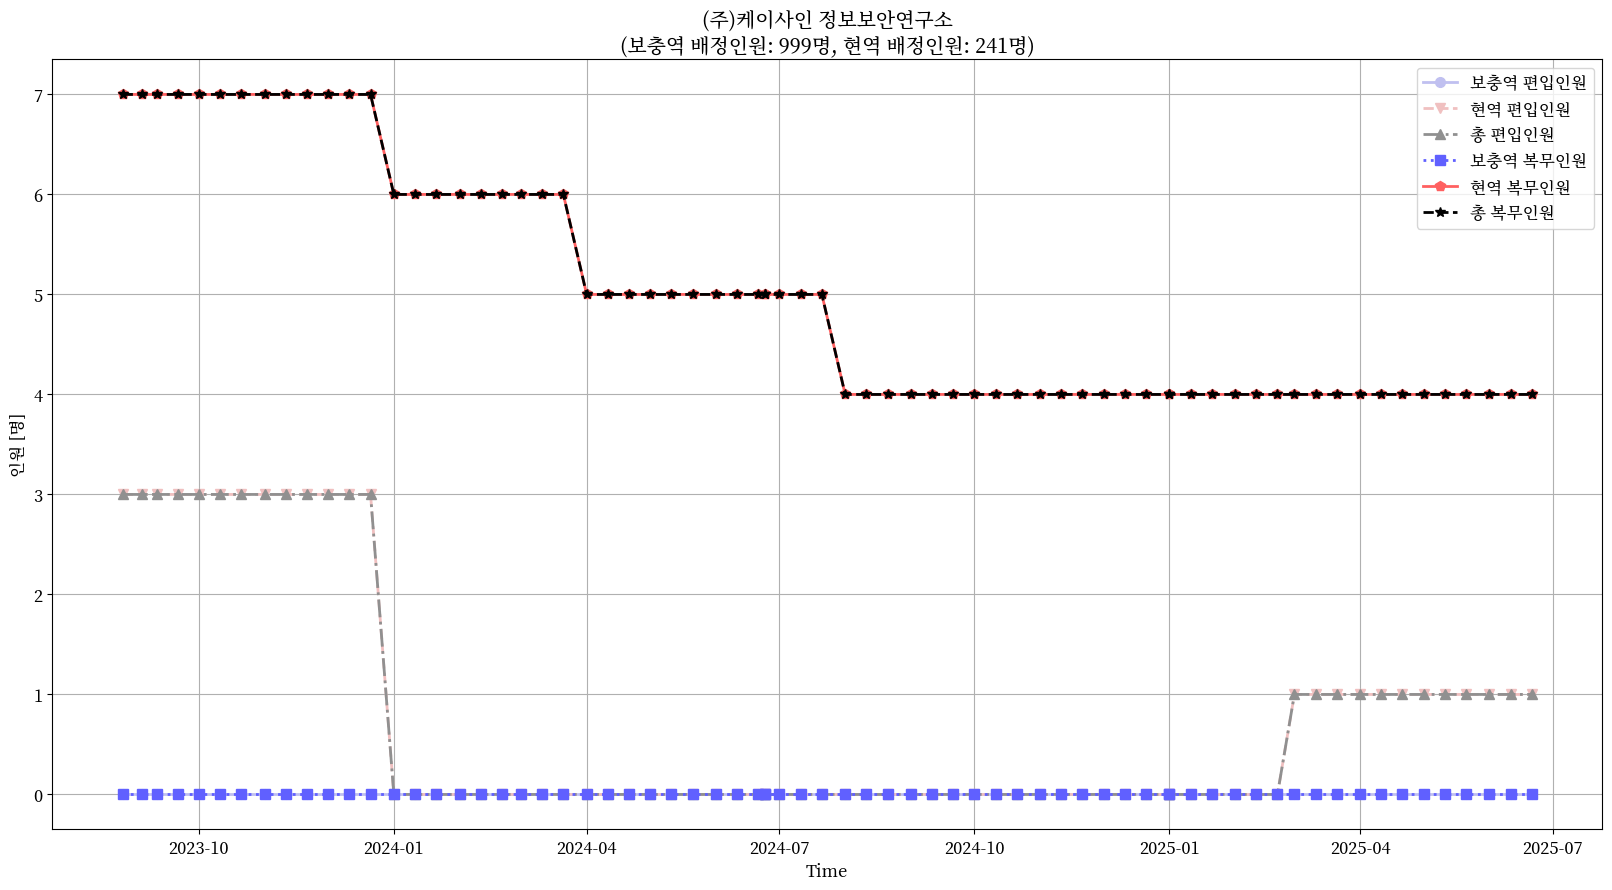 (주)케이사인 정보보안연구소
(보충역 배정인원: 999명, 현역 배정인원: 241명)
보충역 편입인원
현역 편입인원
총 편입인원
보충역 복무인원
현역 복무인원
총 복무인원
인원 [명]
7
6
5
4
3
2
1
0
2023-10
2024-01
2024-04
2024-07
2024-10
2025-01
2025-04
2025-07
Time